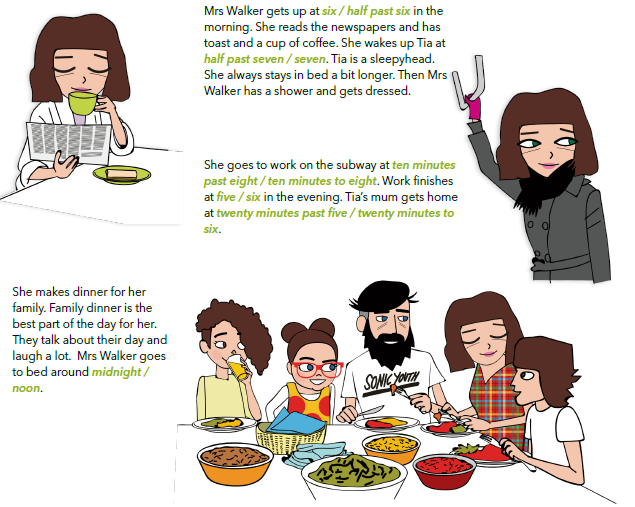 Mrs Walker gets up at six / half past six in the
morning. She reads the newspapers and has
toast and a cup of coffee. She wakes up Tia at
half past seven / seven. Tia is a sleepyhead.
She always stays in bed a bit longer. Then Mrs
Walker has a shower and gets dressed.
She goes to work on the subway at ten minutes
past eight / ten minutes to eight. Work finishes
at five / six in the evening. Tia's mum gets home
at twenty minutes past five / twenty minutes to
six.
She makes dinner for her
family. Family dinner is the
best part of the day for her.
They talk about their day and
laugh a lot. Mrs Walker goes
to bed around midnight /
noon.
SONIC YOUTH